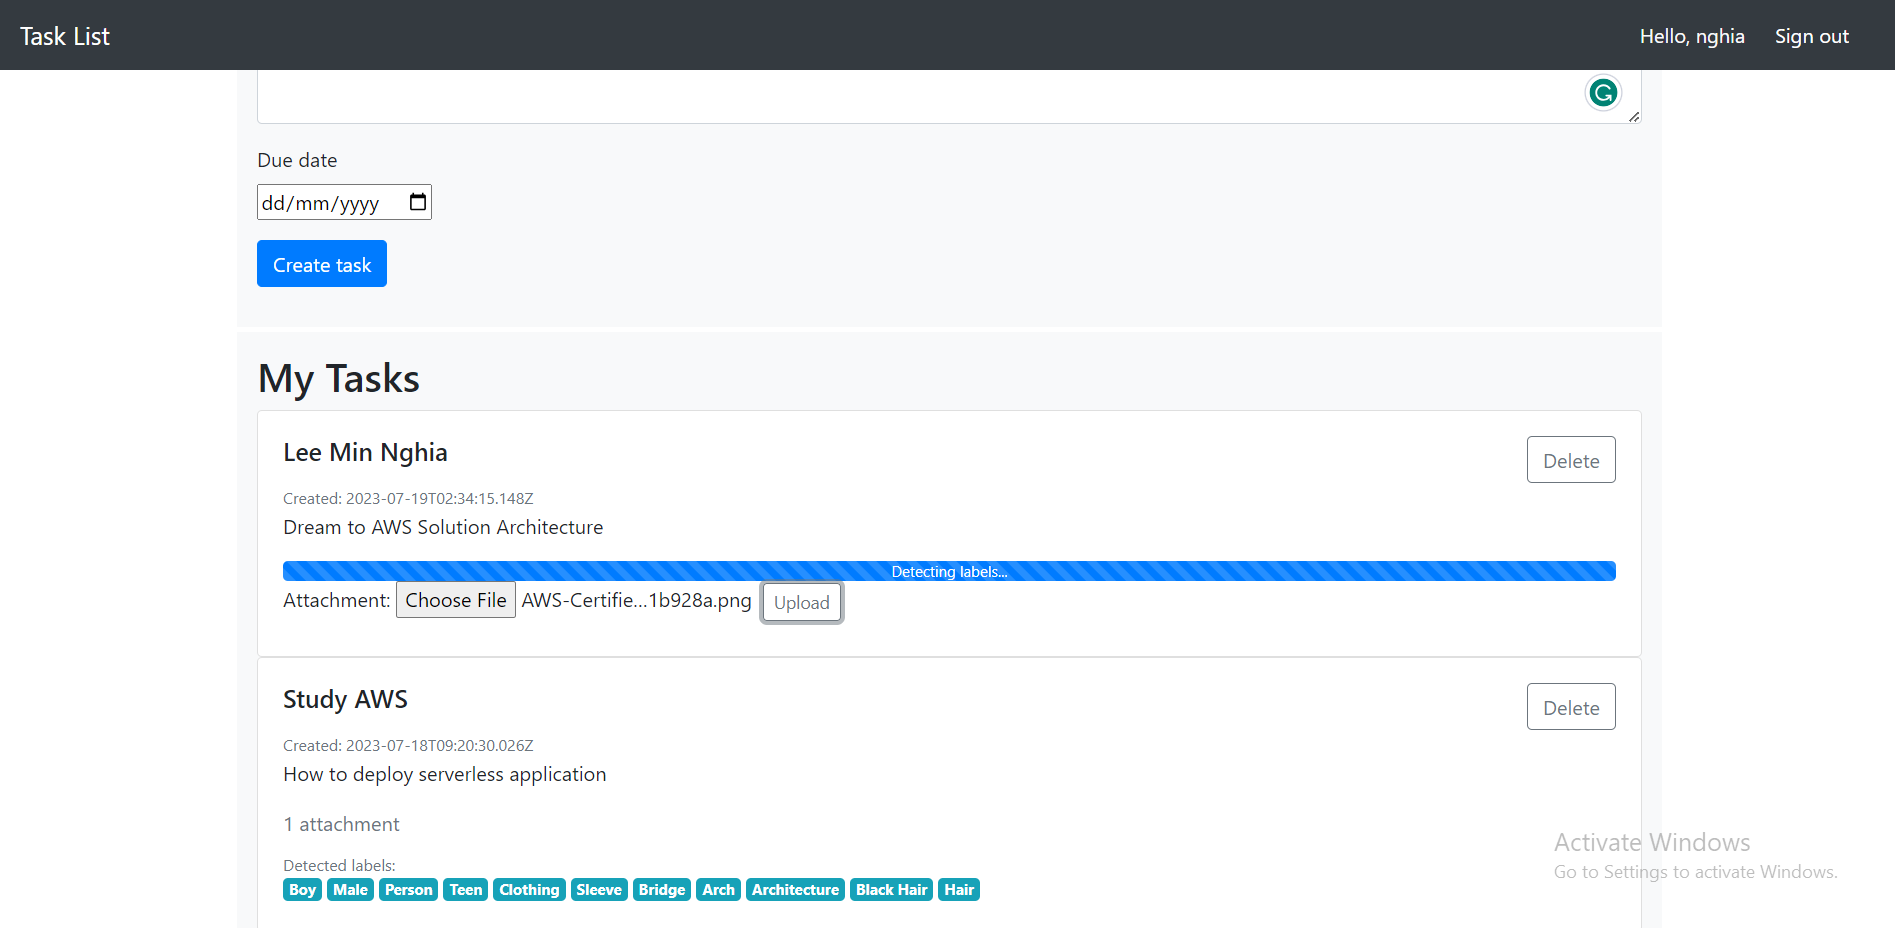 Task List Hello, nghia Sign out
Due date
dd/mm/yyyy
Create task
My Tasks
Lee Min Nghia
Delete
Created: 2023-07-19T02:34:15.148Z
Dream to AWS Solution Architecture
Detecting labels...
Attachment: Choose File AWS-Certifie...1b928a.png Upload
Study AWS
Delete
Created: 2023-07-18T09:20:30.026Z
How to deploy serverless application
1 attachment
Detected labels:
Boy Male Person Teen Clothing Sleeve Bridge Arch Architecture Black Hair Hair
Activate Windows
Go to Settings to activate Windows.